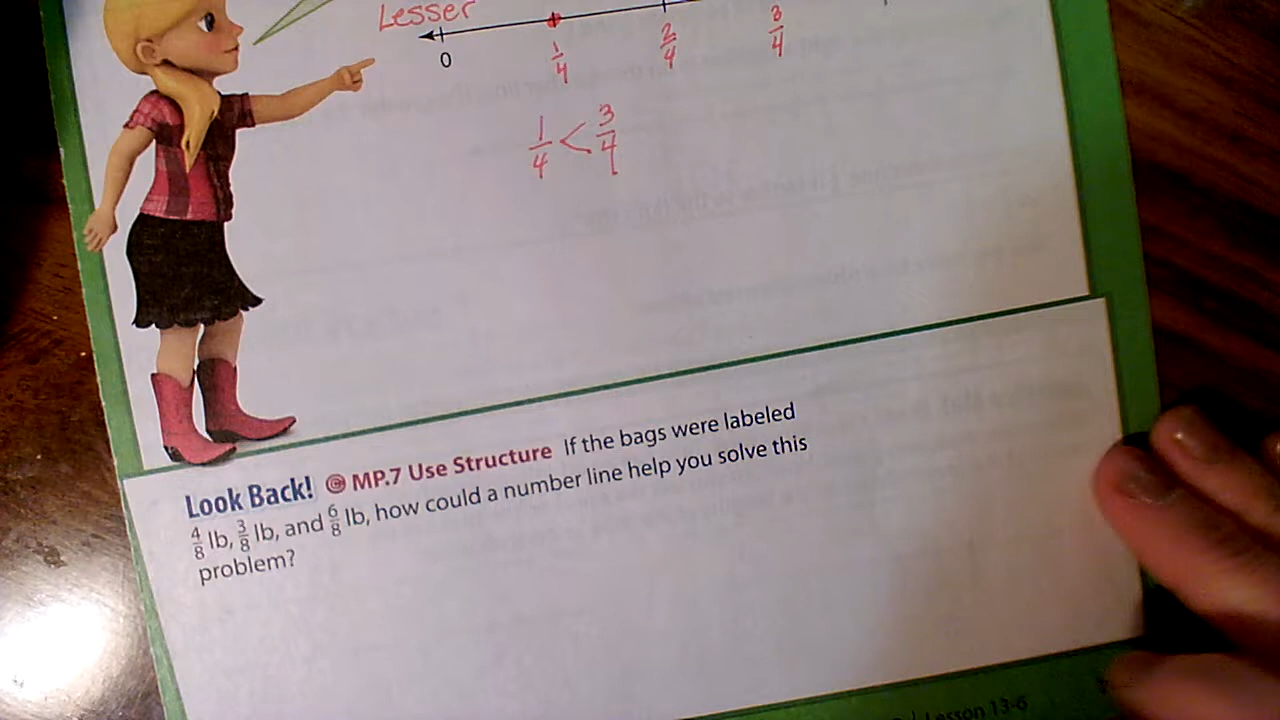 Lesser
0 1/4 2/4 3/4
1/4 < 3/4
Look Back! MP.7 Use Structure If the bags were labeled
4/8 lb, 3/8 lb, and 6/8 lb, how could a number line help you solve this
problem?
Lesson 13-6